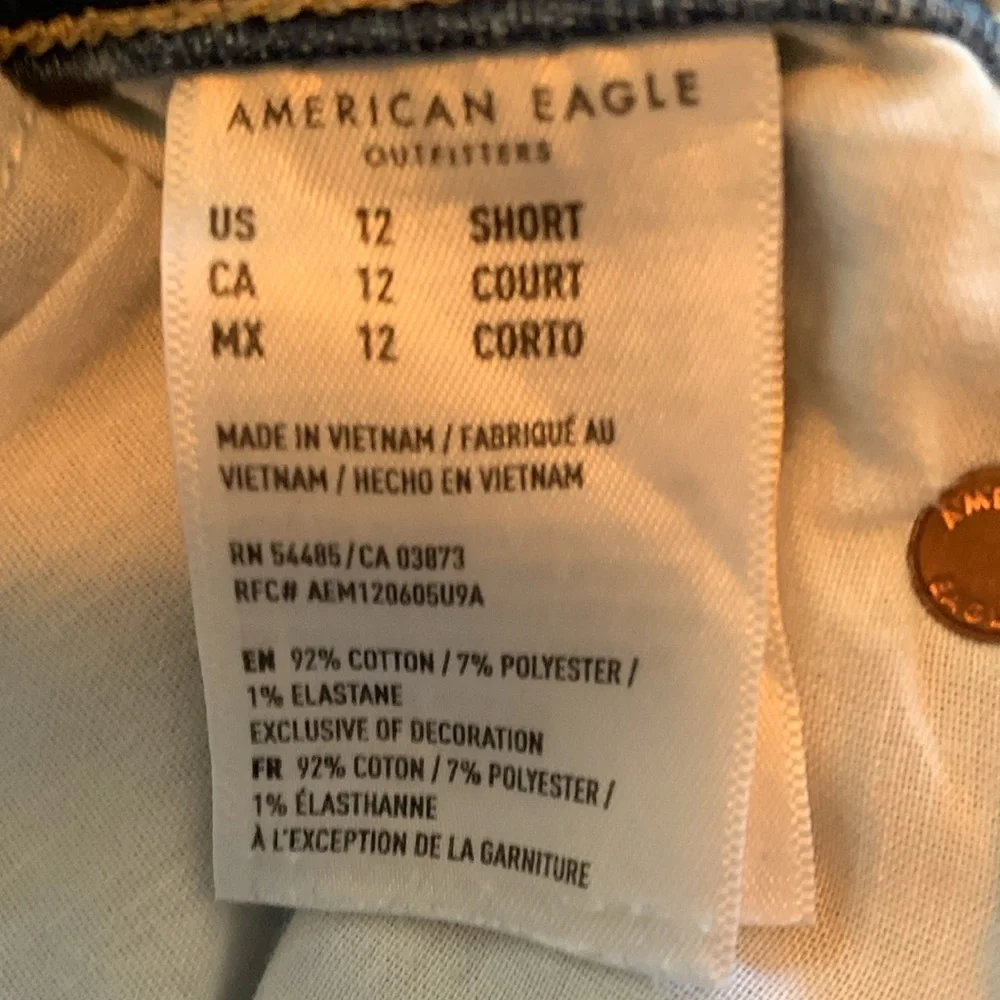 AMERICAN EAGLE
OUTFITTERS
US 12 SHORT
CA 12 COURT
MX 12 CORTO
MADE IN VIETNAM / FABRIQUÉ AU
VIETNAM / HECHO EN VIETNAM
RN 54485 / CA 03873
RFC# AEM120605U9A
EN 92% COTTON / 7% POLYESTER /
1% ELASTANE
EXCLUSIVE OF DECORATION
FR 92% COTON / 7% POLYESTER /
1% ÉLASTHANNE
À L'EXCEPTION DE LA GARNITURE